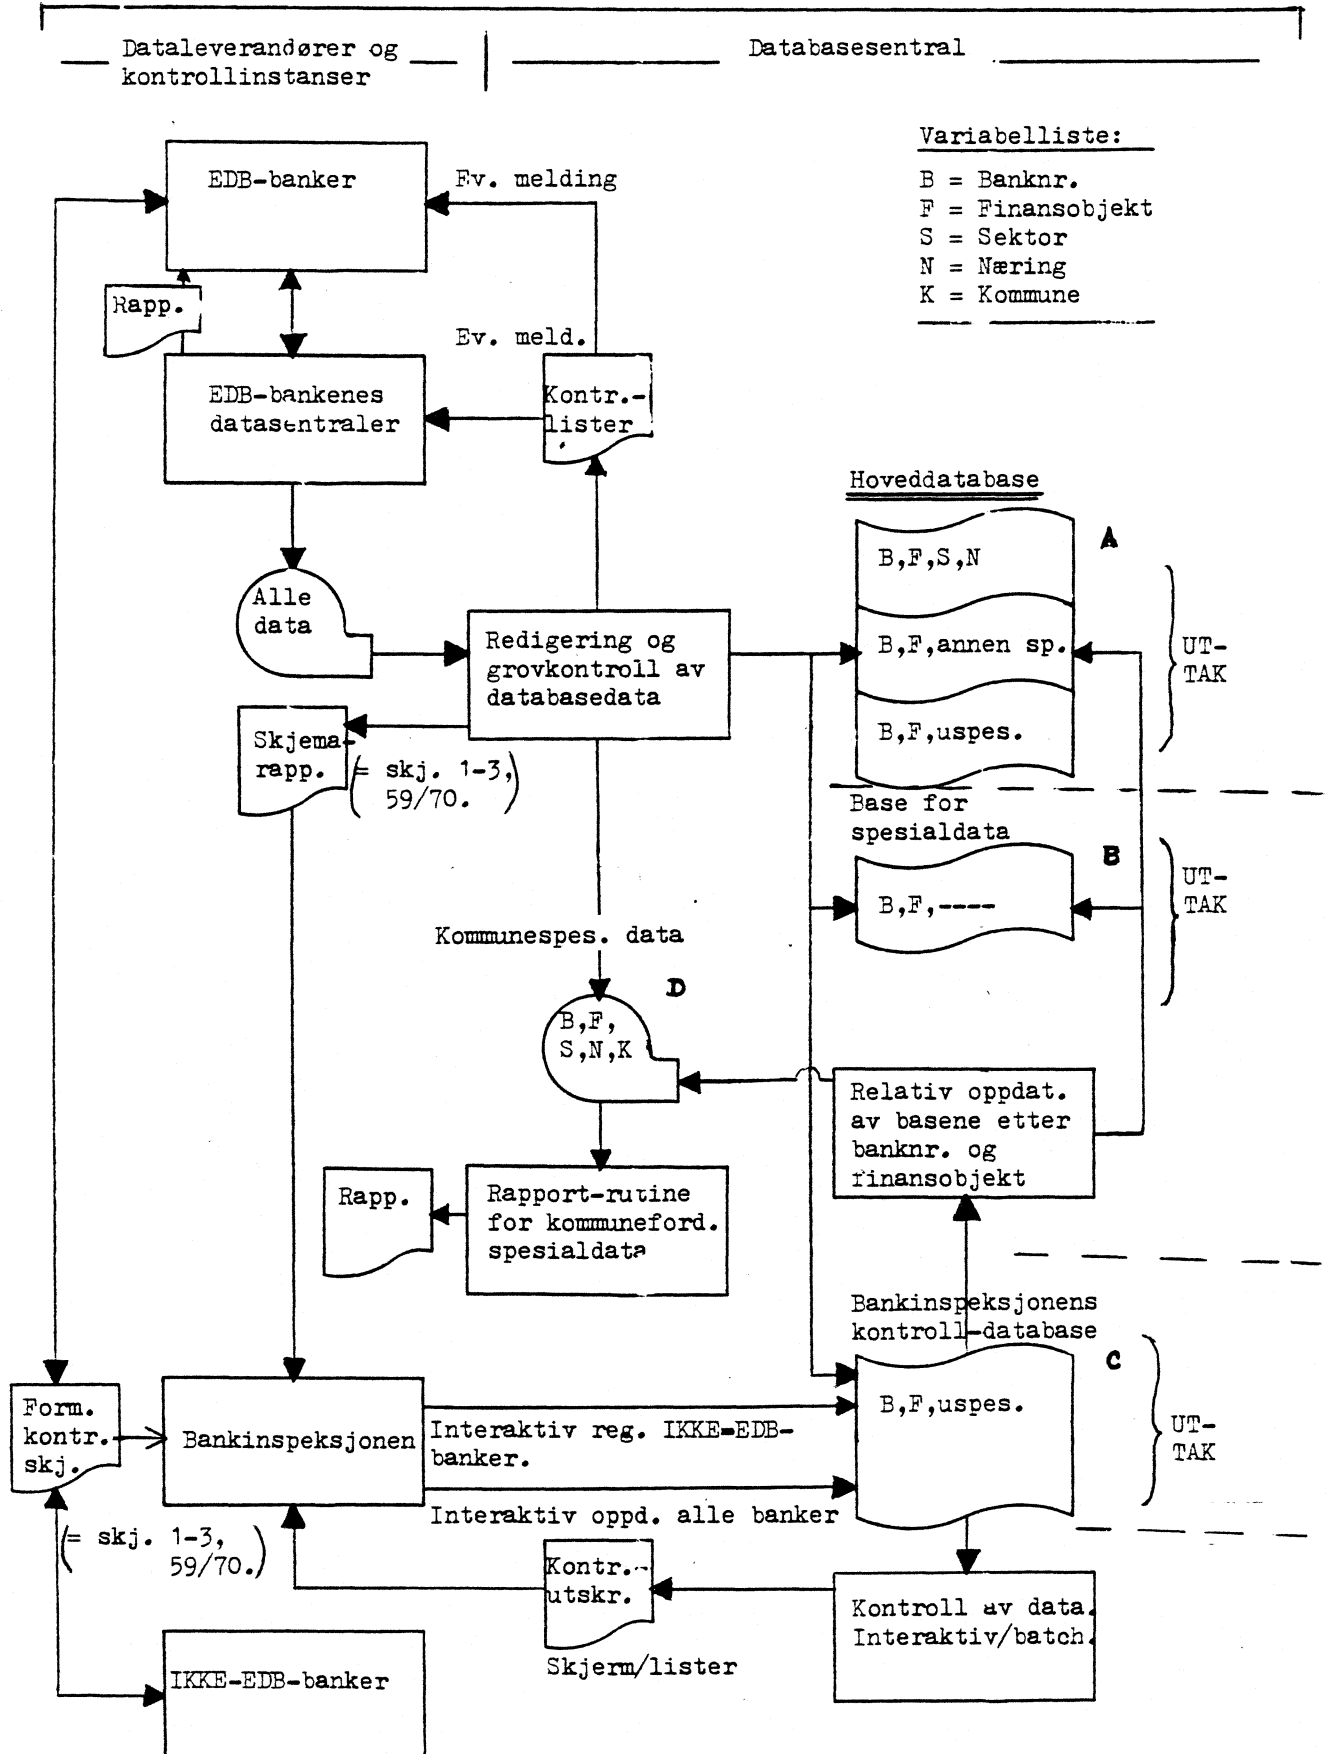 Dataleverandører og
kontrollinstanser
Databasesentral
Variabelliste:
B = Banknr.
F = Finansobjekt
S = Sektor
N = Næring
K = Kommune
EDB-banker
Ev. melding
Rapp.
Ev. meld.
EDB-bankenes
datasentraler
Kontr.-
lister
Hoveddatabase
A
B,F,S,N
B,F,annen sp.
B,F,uspes.
UT-
TAK
Alle
data
Redigering og
grovkontroll av
databasedata
Skjema-
rapp.
(= skj. 1-3,
59/70.)
Base for
spesialdata
B
B,F,----
UT-
TAK
Kommunespes. data
D
B,F,
S,N,K
Relativ oppdat.
av basene etter
banknr. og
finansobjekt
Rapp.
Rapport-rutine
for kommuneford.
spesialdata
Bankinspeksjonens
kontroll-database
C
B,F,uspes.
UT-
TAK
Form.
kontr.
skj.
Bankinspeksjonen
Interaktiv reg. IKKE-EDB-
banker.
Interaktiv oppd. alle banker
(= skj. 1-3,
59/70.)
Kontr.-
utskr.
Skjerm/lister
Kontroll av data.
Interaktiv/batch.
IKKE-EDB-banker